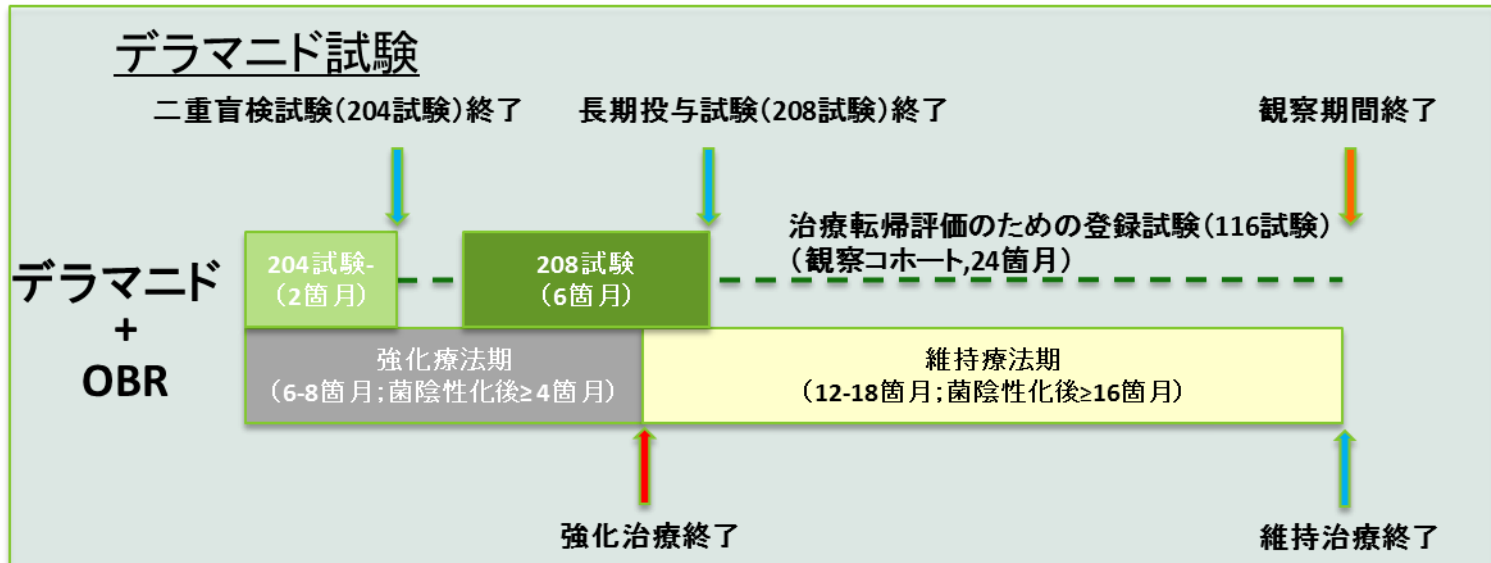 デラマニド試験
二重盲検試験(204試験)終了
長期投与試験(208試験)終了
観察期間終了
治療転帰評価のための登録試験(116試験)
(観察コホート,24箇月)
デラマニド
+
OBR
204試験-
(2箇月)
208試験
(6箇月)
強化療法期
(6-8箇月;菌陰性化後≥4箇月)
維持療法期
(12-18箇月;菌陰性化後≥16箇月)
強化治療終了
維持治療終了